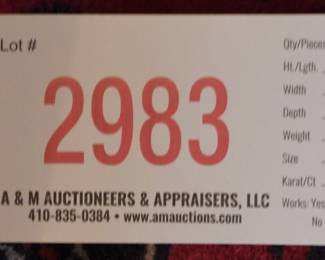 Lot #
2983
A & M AUCTIONEERS & APPRAISERS, LLC
410-835-0384 • www.amauctions.com
Qty/Pieces
Ht./Lgth.
Width
Depth
Weight
Size
Karat/Ct
Works: Yes
No